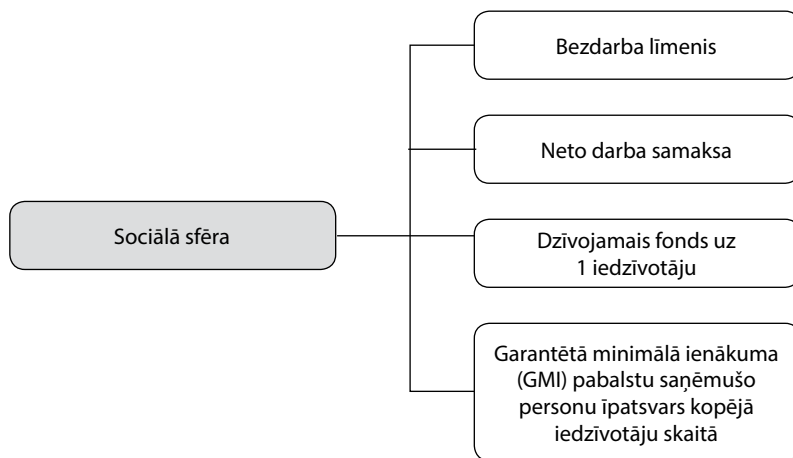 Bezdarba līmenis
Neto darba samaksa
Sociālā sfēra
Dzīvojamais fonds uz
1 iedzīvotāju
Garantētā minimālā ienākuma
(GMI) pabalstu saņēmušo
personu īpatsvars kopējā
iedzīvotāju skaitā